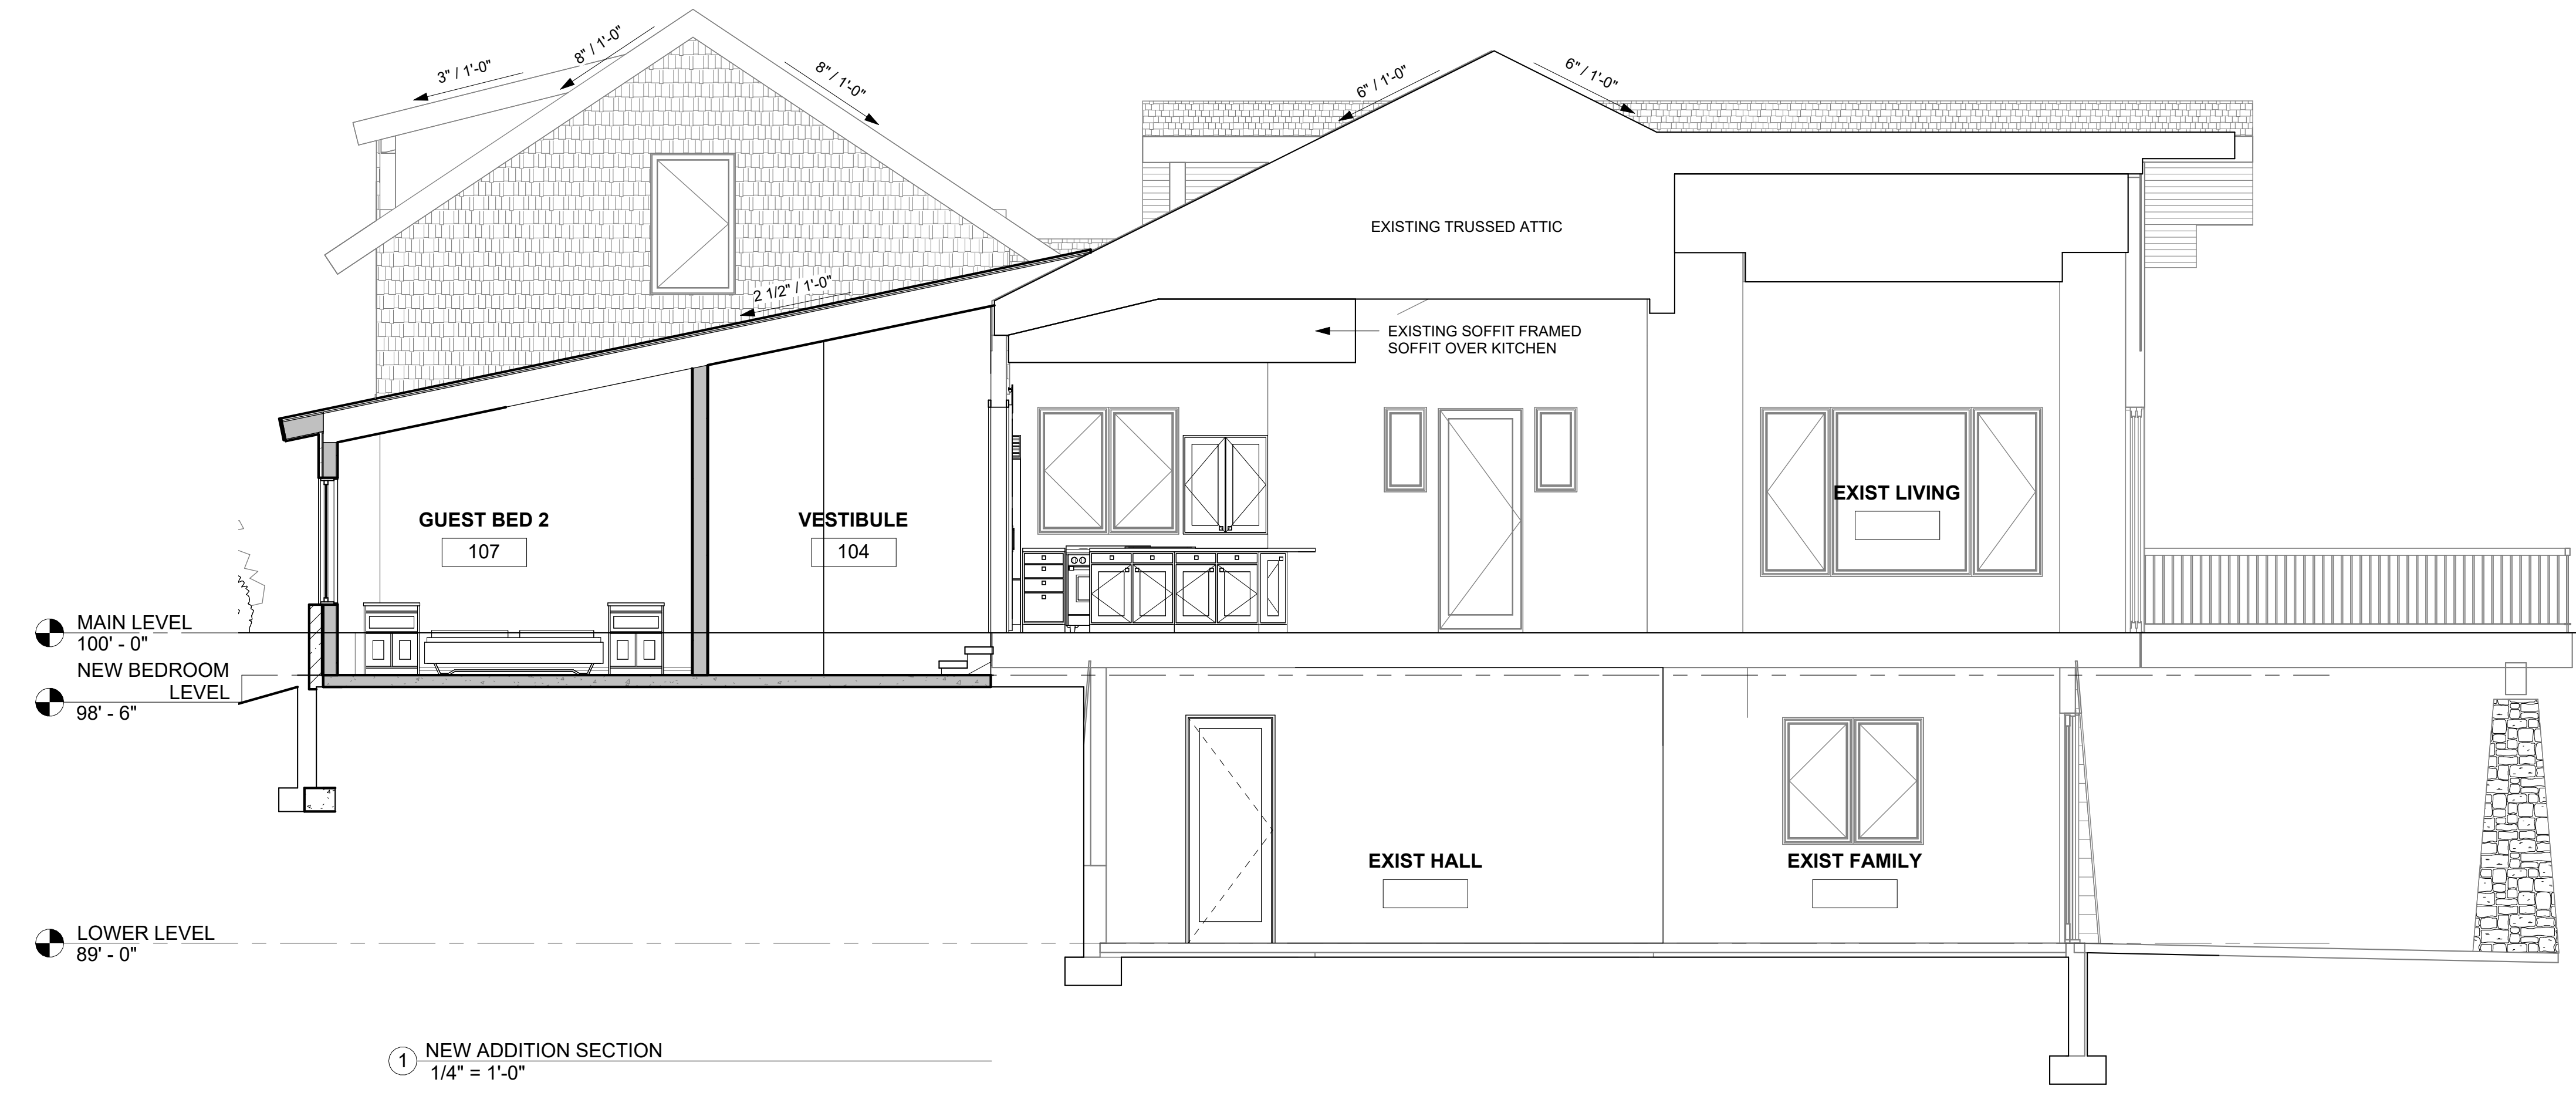 3" / 1'-0"
8" / 1'-0"
8" / 1'-0"
6" / 1'-0"
6" / 1'-0"
EXISTING TRUSSED ATTIC
2 1/2" / 1'-0"
EXISTING SOFFIT FRAMED
SOFFIT OVER KITCHEN
GUEST BED 2
107
VESTIBULE
104
EXIST LIVING
MAIN LEVEL
100' - 0"
NEW BEDROOM
LEVEL
98' - 6"
EXIST HALL
EXIST FAMILY
LOWER LEVEL
89' - 0"
1
NEW ADDITION SECTION
1/4" = 1'-0"